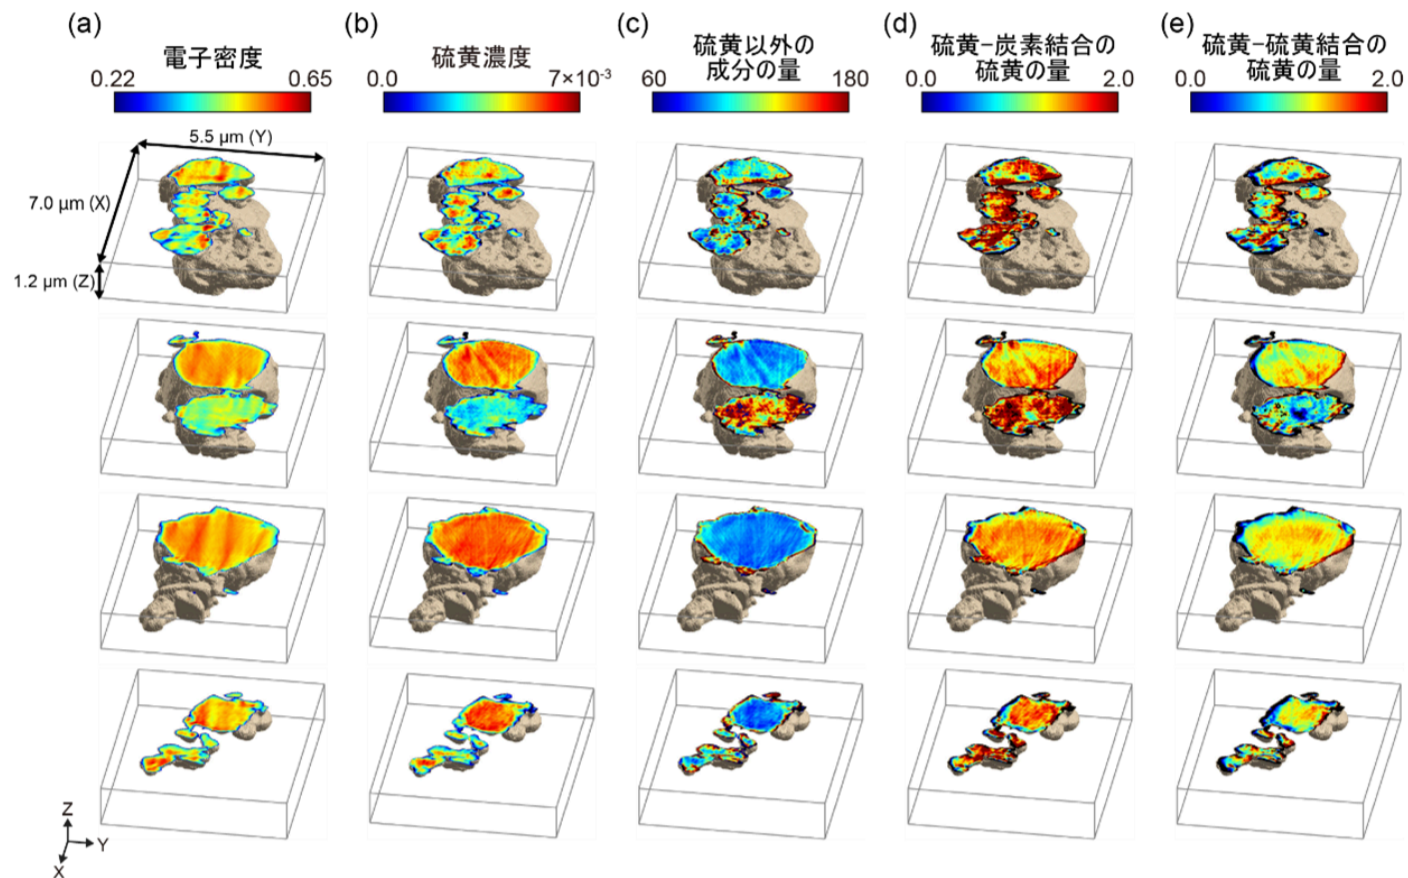 (a)
電子密度
0.22 0.65
(b)
硫黄濃度
0.0 7×10⁻³
(c)
硫黄以外の
成分の量
60 180
(d)
硫黄−炭素結合の
硫黄の量
0.0 2.0
(e)
硫黄−硫黄結合の
硫黄の量
0.0 2.0
5.5 μm (Y)
7.0 μm (X)
1.2 μm (Z)
Z
Y
X